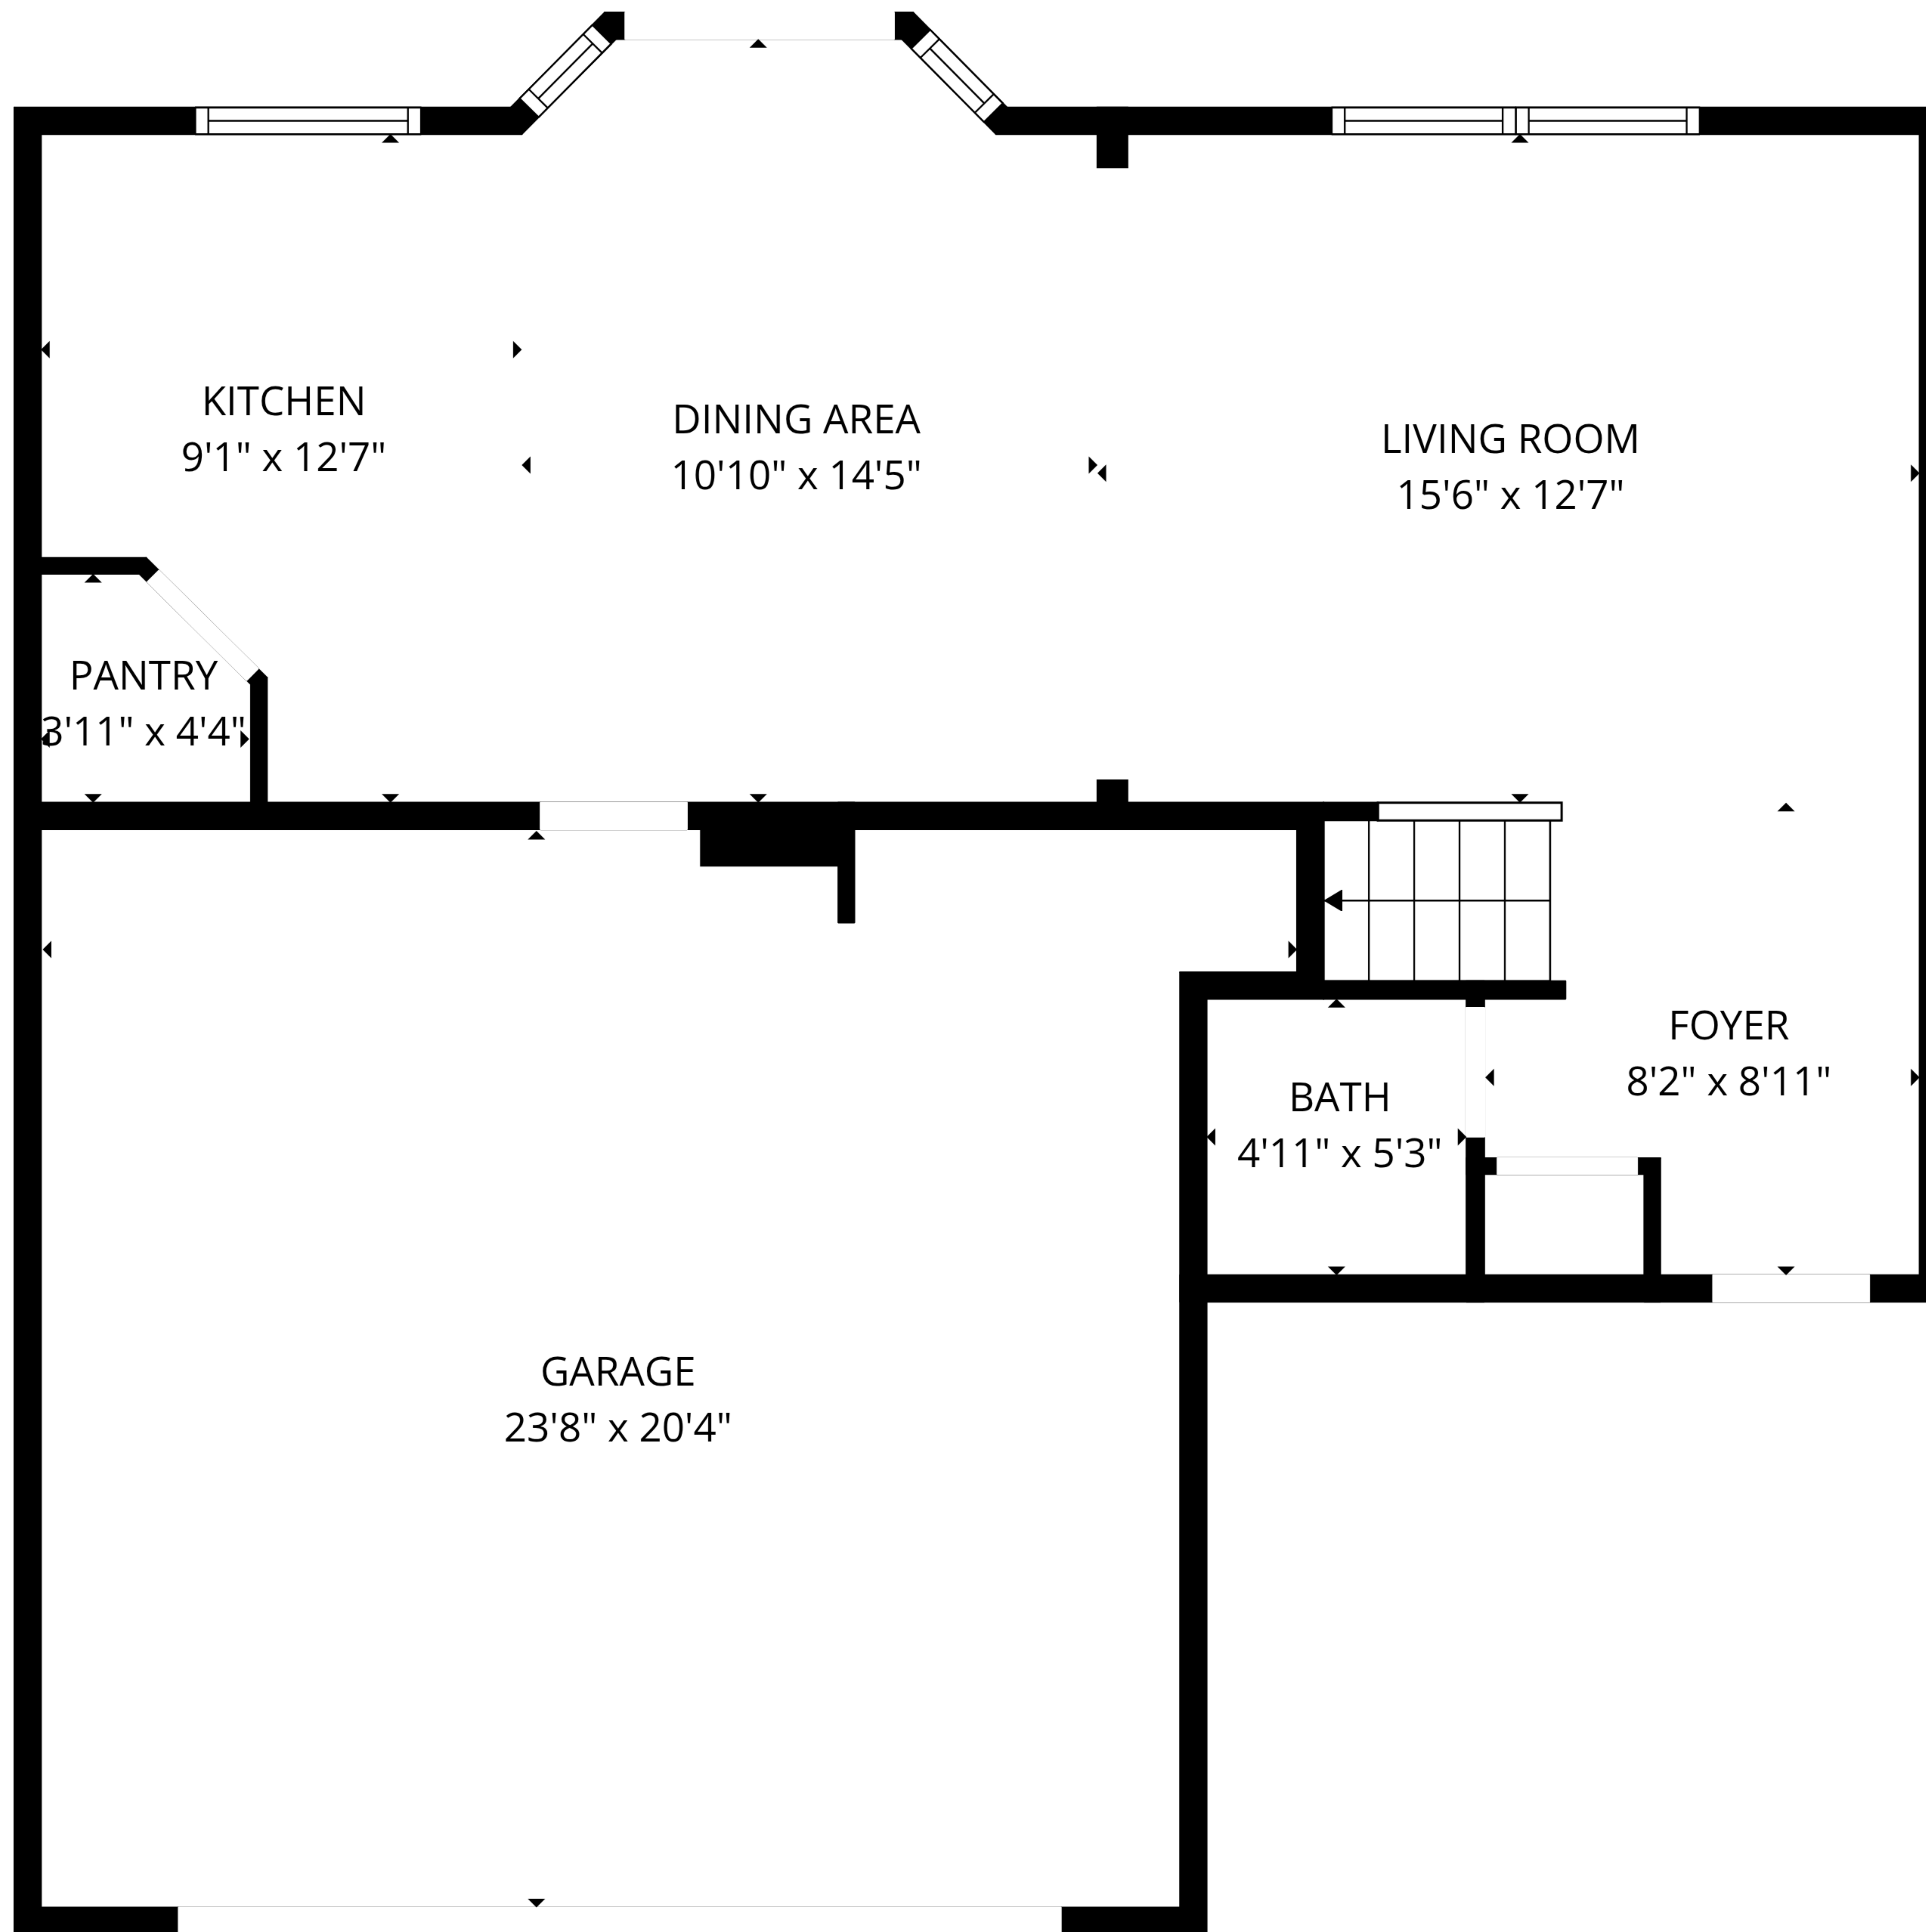 KITCHEN
9'1" x 12'7"
DINING AREA
10'10" x 14'5"
LIVING ROOM
15'6" x 12'7"
PANTRY
3'11" x 4'4"
FOYER
8'2" x 8'11"
BATH
4'11" x 5'3"
GARAGE
23'8" x 20'4"